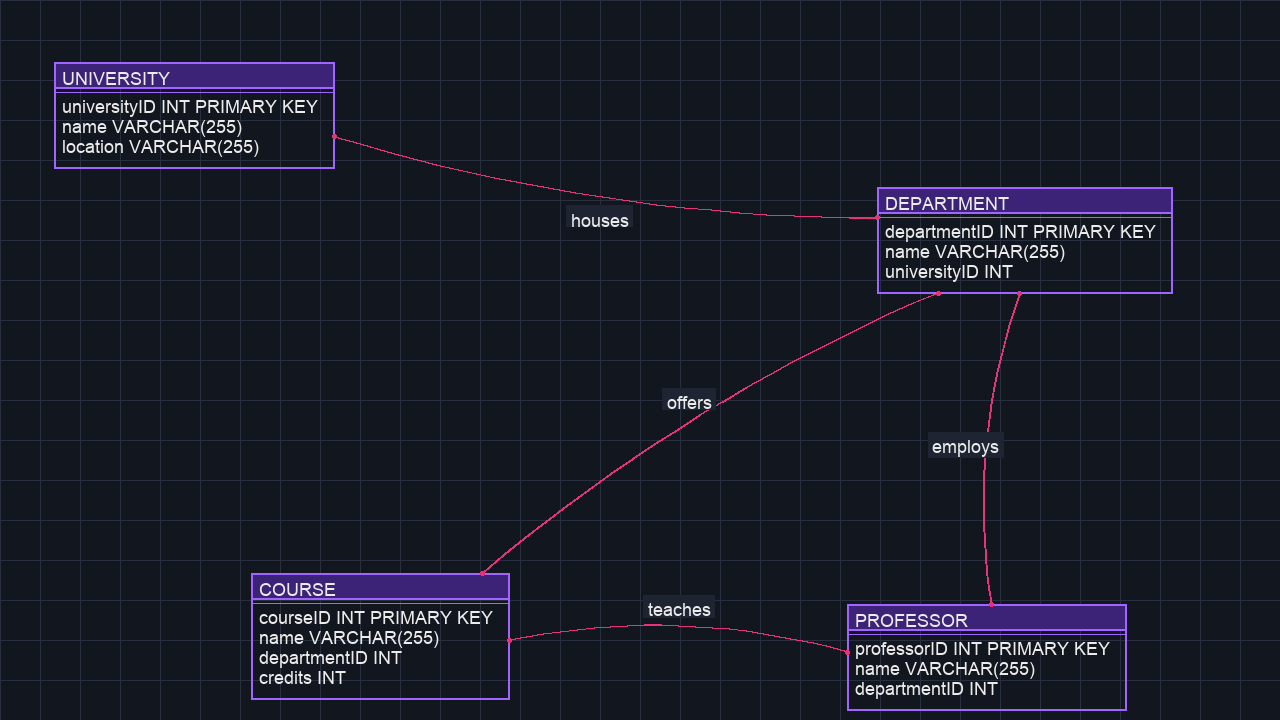 UNIVERSITY
universityID INT PRIMARY KEY
name VARCHAR(255)
location VARCHAR(255)
houses
DEPARTMENT
departmentID INT PRIMARY KEY
name VARCHAR(255)
universityID INT
offers
employs
COURSE
courseID INT PRIMARY KEY
name VARCHAR(255)
departmentID INT
credits INT
teaches
PROFESSOR
professorID INT PRIMARY KEY
name VARCHAR(255)
departmentID INT